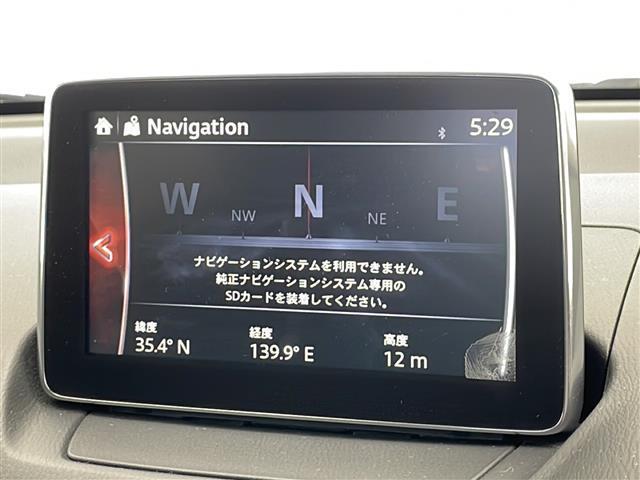 Navigation 5:29
W NW N NE E
ナビゲーションシステムを利用できません。
純正ナビゲーションシステム専用の
SDカードを装着してください。
緯度 経度 高度
35.4° N 139.9° E 12 m